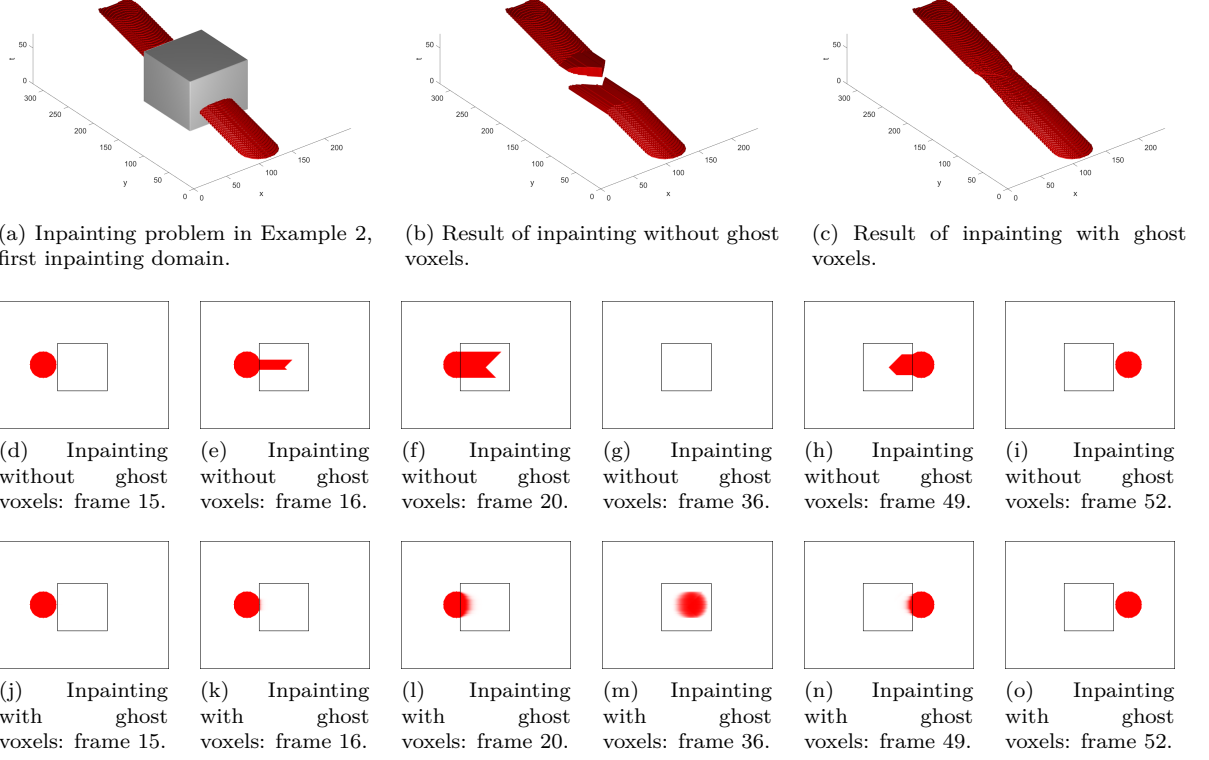 50
0
t
300
250
200
150
100
50
0
y
0
50
100
150
200
x
50
0
t
300
250
200
150
100
50
0
y
0
50
100
150
200
x
50
0
t
300
250
200
150
100
50
0
y
0
50
100
150
200
x
(a) Inpainting problem in Example 2,
first inpainting domain.
(b) Result of inpainting without ghost
voxels.
(c) Result of inpainting with ghost
voxels.
(d) Inpainting
without ghost
voxels: frame 15.
(e) Inpainting
without ghost
voxels: frame 16.
(f) Inpainting
without ghost
voxels: frame 20.
(g) Inpainting
without ghost
voxels: frame 36.
(h) Inpainting
without ghost
voxels: frame 49.
(i) Inpainting
without ghost
voxels: frame 52.
(j) Inpainting
with ghost
voxels: frame 15.
(k) Inpainting
with ghost
voxels: frame 16.
(l) Inpainting
with ghost
voxels: frame 20.
(m) Inpainting
with ghost
voxels: frame 36.
(n) Inpainting
with ghost
voxels: frame 49.
(o) Inpainting
with ghost
voxels: frame 52.